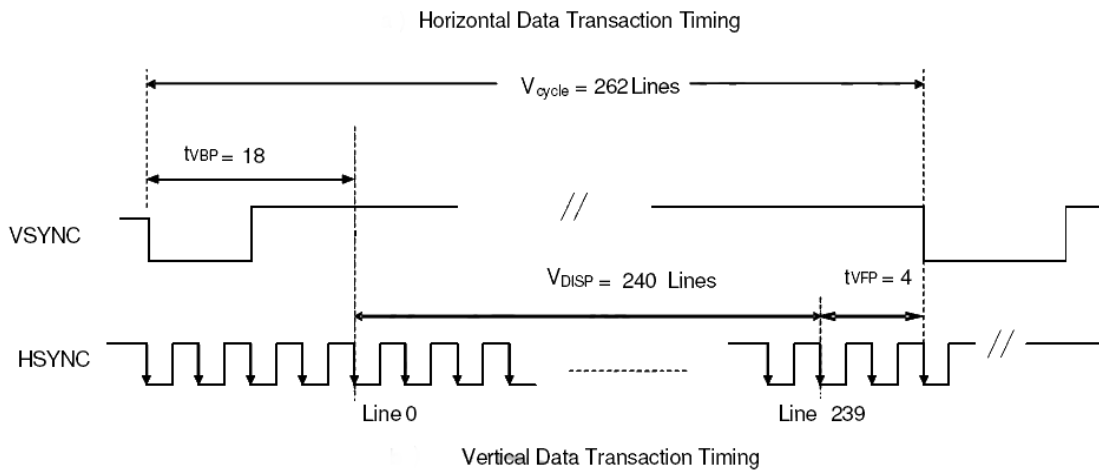 Horizontal Data Transaction Timing
Vcycle = 262 Lines
tVBP = 18
VSYNC
VDISP = 240 Lines
tVFP = 4
HSYNC
Line 0
Line 239
Vertical Data Transaction Timing